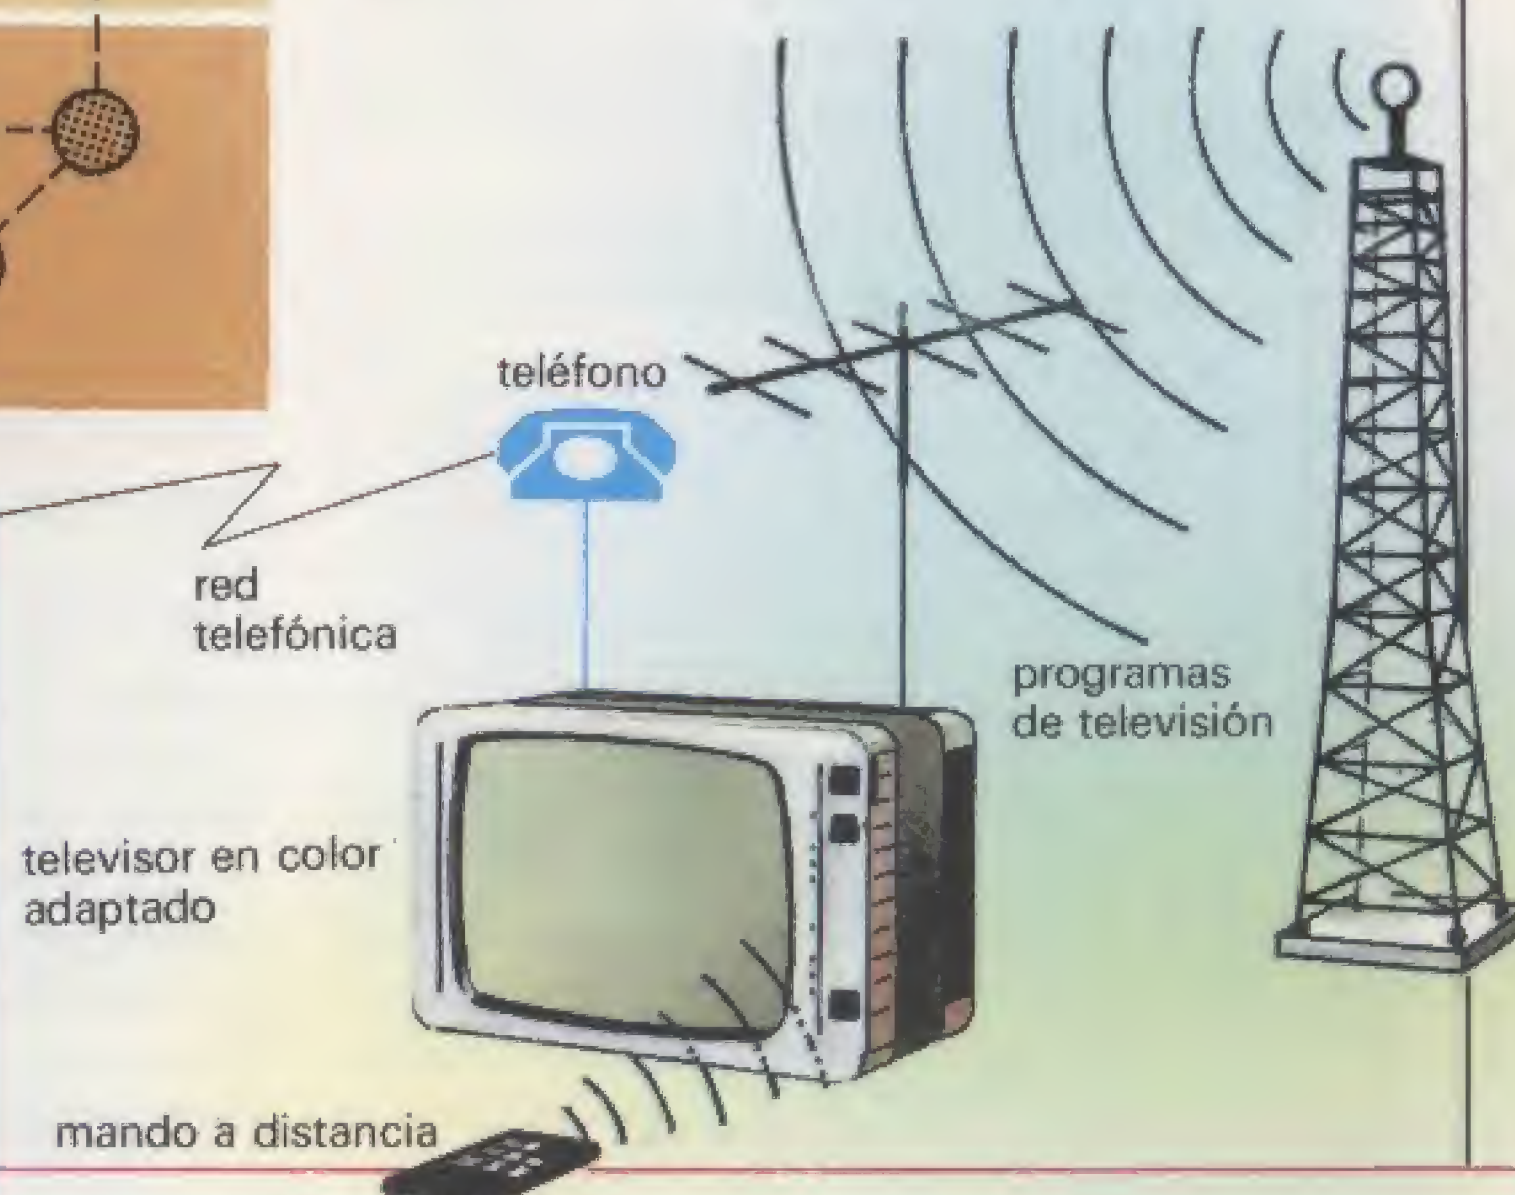 teléfono
red
telefónica
programas
de televisión
televisor en color
adaptado
mando a distancia